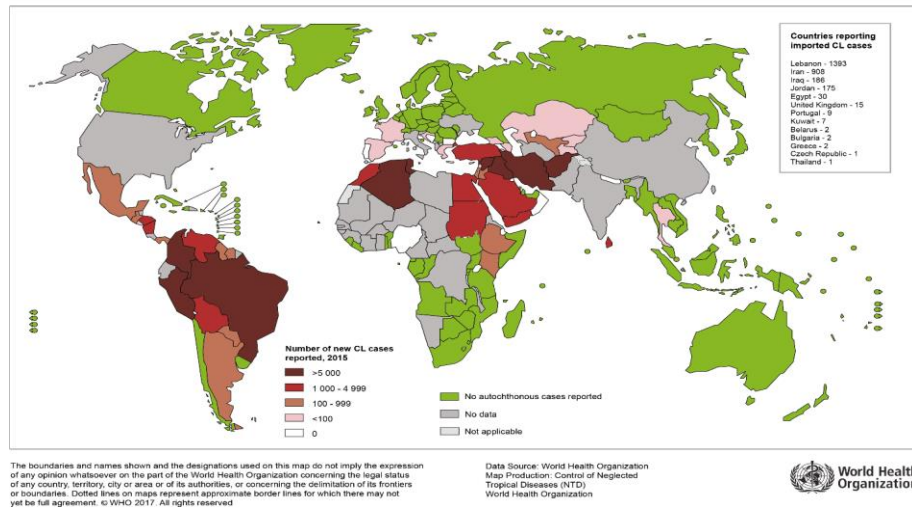 Countries reporting
imported CL cases
Lebanon - 1393
Iran - 908
Iraq - 186
Jordan - 175
Egypt - 30
United Kingdom - 15
Portugal - 9
Kuwait - 7
Belarus - 2
Bulgaria - 2
Greece - 2
Czech Republic - 1
Thailand - 1
Number of new CL cases
reported, 2015
>5 000
1 000 - 4 999
100 - 999
<100
0
No autochthonous cases reported
No data
Not applicable
The boundaries and names shown and the designations used on this map do not imply the expression
of any opinion whatsoever on the part of the World Health Organization concerning the legal status
of any country, territory, city or area or of its authorities, or concerning the delimitation of its frontiers
or boundaries. Dotted lines on maps represent approximate border lines for which there may not
yet be full agreement. © WHO 2017. All rights reserved
Data Source: World Health Organization
Map Production: Control of Neglected
Tropical Diseases (NTD)
World Health Organization
World Health
Organization